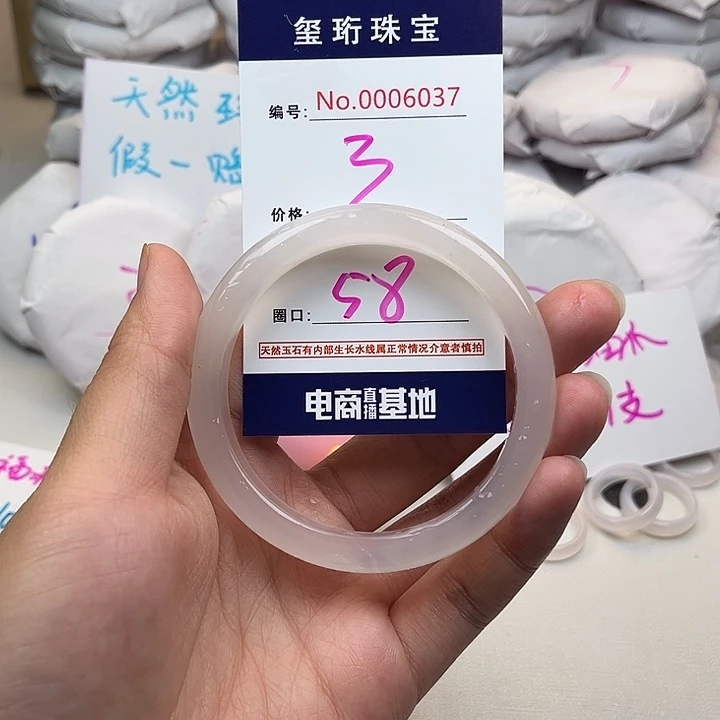 玺珩珠宝
天然
假一赔
编号: No.0006037
3
价格:
圈口: 58
天然玉石有内部生长水线属正常情况介意者慎拍
电商直播基地